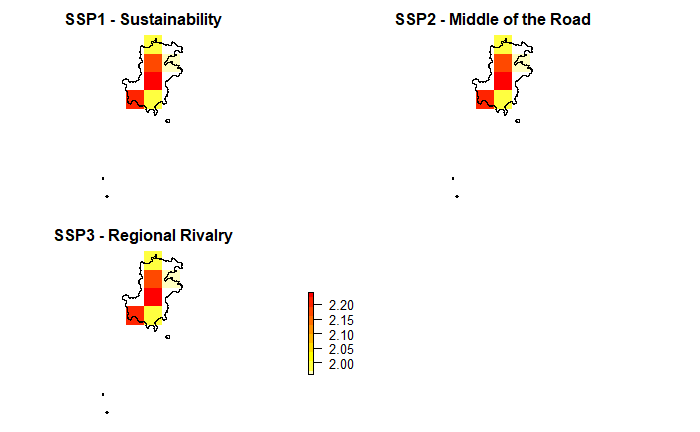 SSP1 - Sustainability
SSP2 - Middle of the Road
SSP3 - Regional Rivalry
2.20
2.15
2.10
2.05
2.00